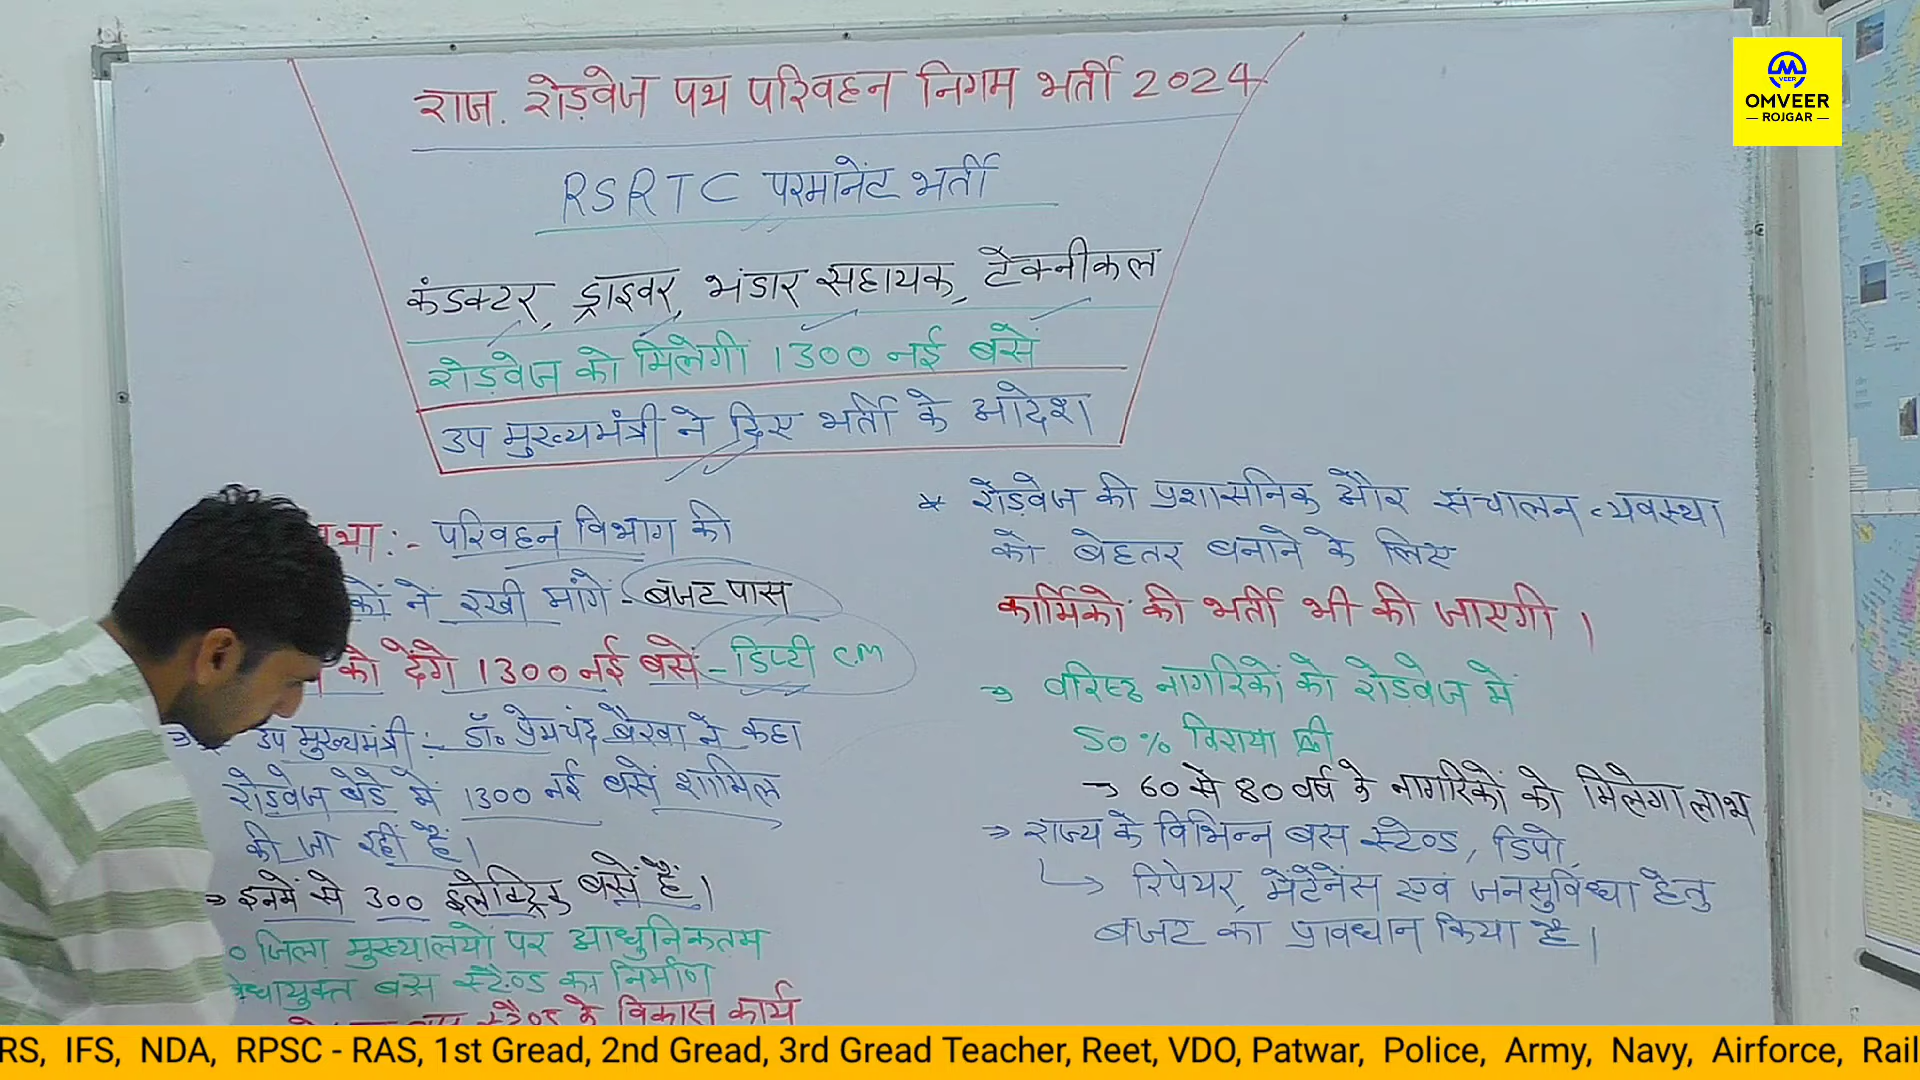 राज. रोड़वेज पथ परिवहन निगम भर्ती 2024
RSRTC परमानेंट भर्ती
कंडक्टर, ड्राइवर, भंडार सहायक, टेक्नीकल
रोड़वेज को मिलेगी 1300 नई बसें
उप मुख्यमंत्री ने दिए भर्ती के आदेश
:- परिवहन विभाग की
ने रखी मांगें - बजट पास
को देंगे 1300 नई बसें - डिप्टी CM
उप मुख्यमंत्री :- डॉ. प्रेमचंद बैरवा ने कहा
रोड़वेज बेडे में 1300 नई बसें शामिल
की जा रही है।
⇒ इनमें से 300 इलेक्ट्रिक बसें हैं।
जिला मुख्यालयों पर आधुनिकतम
बस स्टैण्ड का निर्माण
स्टैण्ड के विकास कार्य
* रोडवेज की प्रशासनिक और संचालन व्यवस्था
को बेहतर बनाने के लिए
कार्मिकों की भर्ती भी की जाएगी।
→ वरिष्ठ नागरिकों को रोड़वेज में
50% किराया फ्री
→ 60 से 80 वर्ष के नागरिकों को मिलेगा लाभ
⇒ राज्य के विभिन्न बस स्टैण्ड, डिपो,
↳ रिपेयर, मेंटेनेंस एवं जनसुविधा हेतु
बजट का प्रावधान किया है।
VEER
OMVEER
— ROJGAR —
RS, IFS, NDA, RPSC - RAS, 1st Gread, 2nd Gread, 3rd Gread Teacher, Reet, VDO, Patwar, Police, Army, Navy, Airforce, Rail